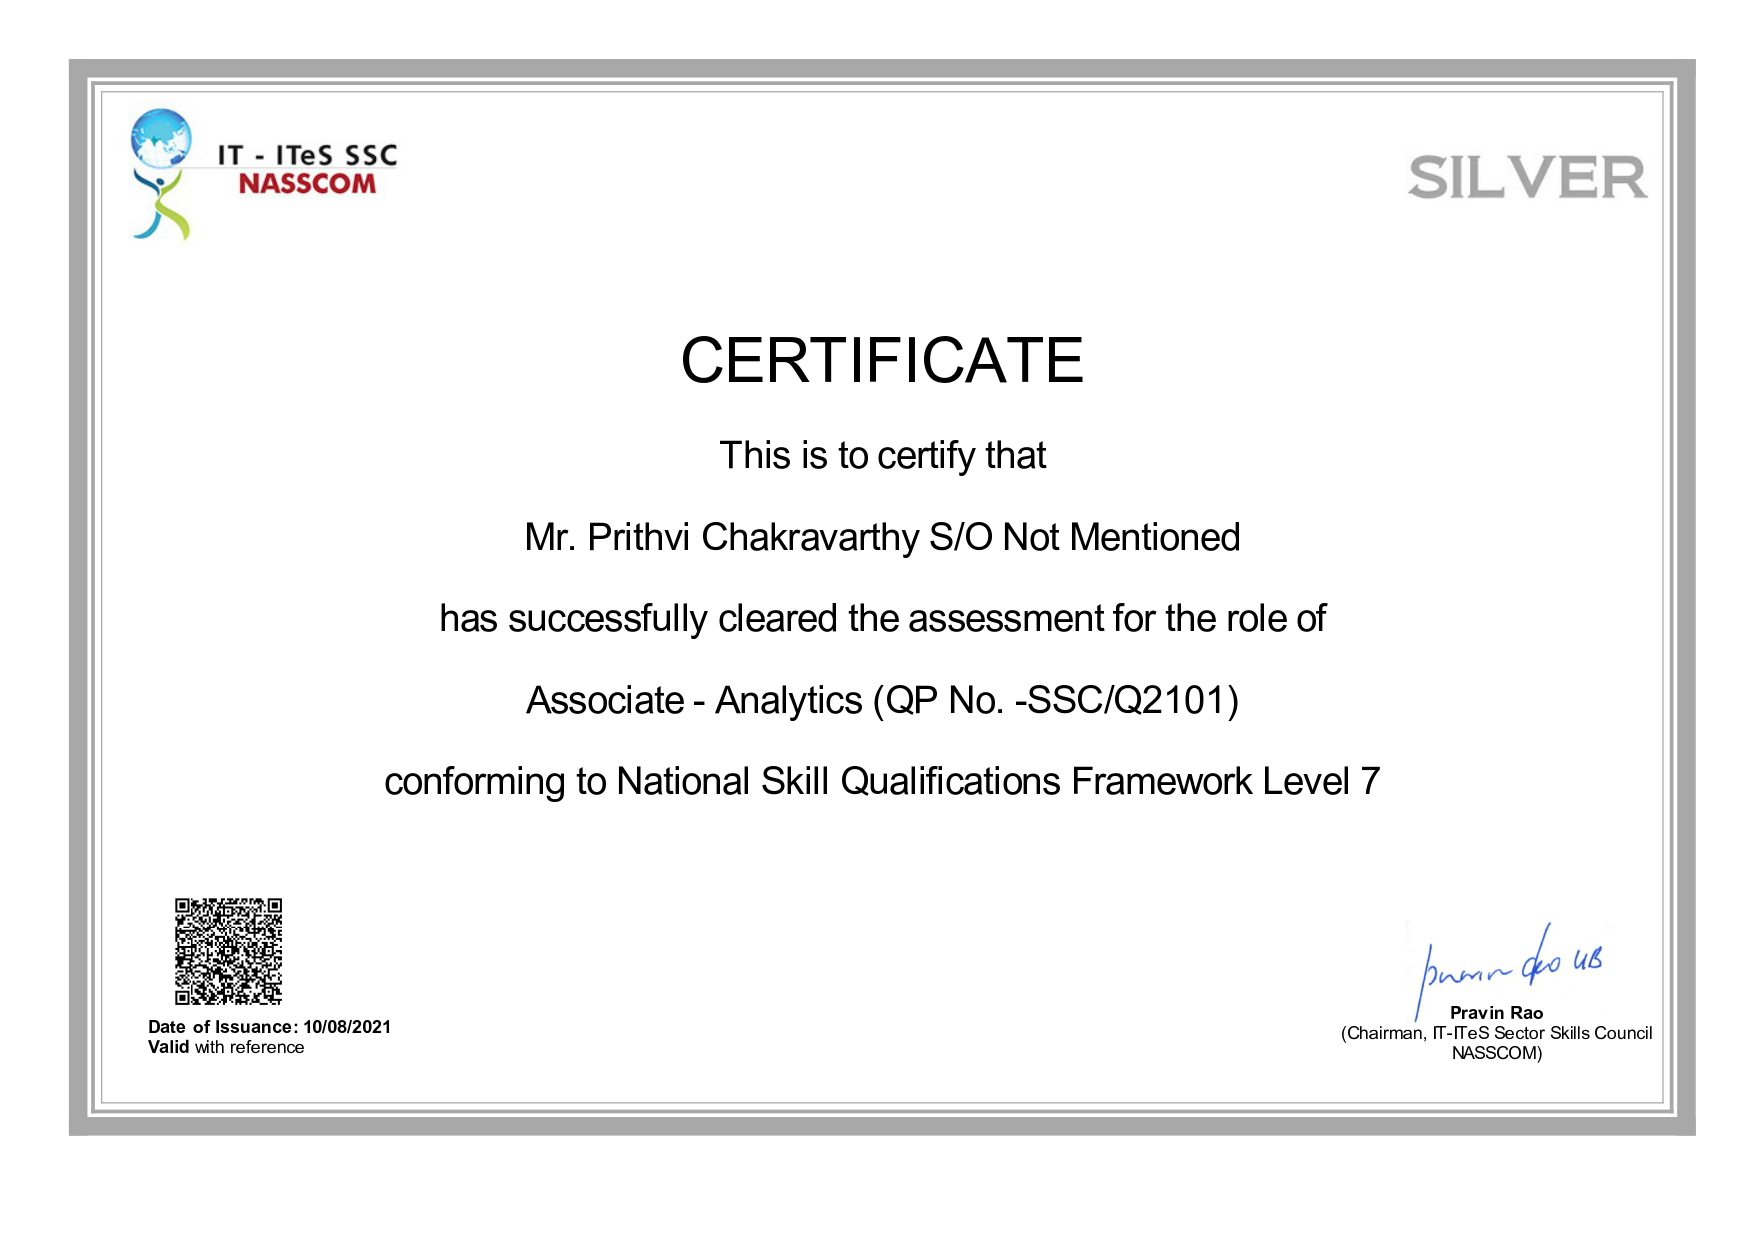 IT - ITeS SSC
NASSCOM
SILVER
CERTIFICATE
This is to certify that
Mr. Prithvi Chakravarthy S/O Not Mentioned
has successfully cleared the assessment for the role of
Associate - Analytics (QP No. -SSC/Q2101)
conforming to National Skill Qualifications Framework Level 7
Date of Issuance: 10/08/2021
Valid with reference
Pravin Rao
(Chairman, IT-ITeS Sector Skills Council
NASSCOM)